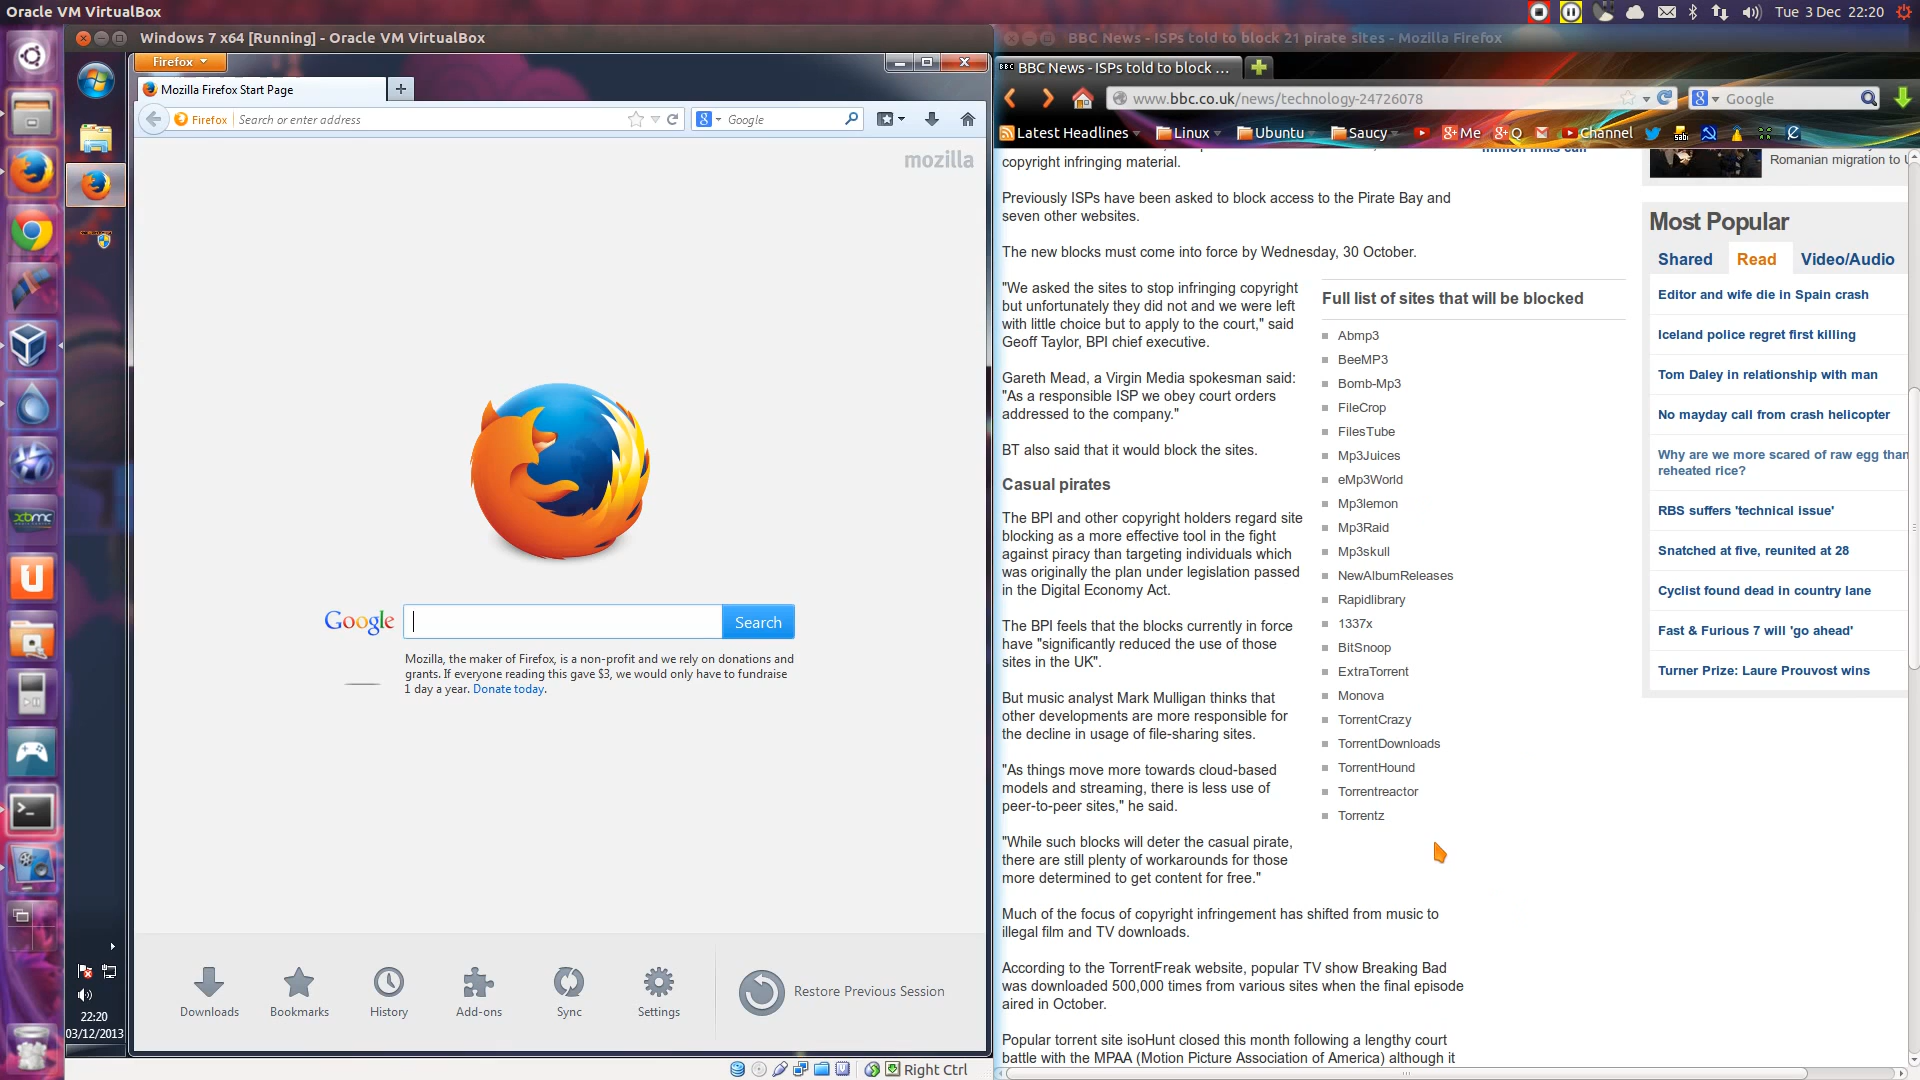 Oracle VM VirtualBox
Tue 3 Dec 22:20
Windows 7 x64 [Running] - Oracle VM VirtualBox
Firefox
Mozilla Firefox Start Page
Firefox
Search or enter address
Google
mozilla
Google
Search
Mozilla, the maker of Firefox, is a non-profit and we rely on donations and
grants. If everyone reading this gave $3, we would only have to fundraise
1 day a year. Donate today.
Downloads
Bookmarks
History
Add-ons
Sync
Settings
Restore Previous Session
xbmc
22:20
03/12/2013
Right Ctrl
BBC News - ISPs told to block 21 pirate sites - Mozilla Firefox
BBC
BBC News - ISPs told to block ...
www.bbc.co.uk/news/technology-24726078
Google
Latest Headlines
Linux
Ubuntu
Saucy
Me
Q
Channel
sabi
copyright infringing material.
Previously ISPs have been asked to block access to the Pirate Bay and
seven other websites.
The new blocks must come into force by Wednesday, 30 October.
"We asked the sites to stop infringing copyright
but unfortunately they did not and we were left
with little choice but to apply to the court," said
Geoff Taylor, BPI chief executive.
Gareth Mead, a Virgin Media spokesman said:
"As a responsible ISP we obey court orders
addressed to the company."
BT also said that it would block the sites.
Casual pirates
The BPI and other copyright holders regard site
blocking as a more effective tool in the fight
against piracy than targeting individuals which
was originally the plan under legislation passed
in the Digital Economy Act.
The BPI feels that the blocks currently in force
have "significantly reduced the use of those
sites in the UK".
But music analyst Mark Mulligan thinks that
other developments are more responsible for
the decline in usage of file-sharing sites.
"As things move more towards cloud-based
models and streaming, there is less use of
peer-to-peer sites," he said.
"While such blocks will deter the casual pirate,
there are still plenty of workarounds for those
more determined to get content for free."
Much of the focus of copyright infringement has shifted from music to
illegal film and TV downloads.
According to the TorrentFreak website, popular TV show Breaking Bad
was downloaded 500,000 times from various sites when the final episode
aired in October.
Popular torrent site isoHunt closed this month following a lengthy court
battle with the MPAA (Motion Picture Association of America) although it
Full list of sites that will be blocked
Abmp3
BeeMP3
Bomb-Mp3
FileCrop
FilesTube
Mp3Juices
eMp3World
Mp3lemon
Mp3Raid
Mp3skull
NewAlbumReleases
Rapidlibrary
1337x
BitSnoop
ExtraTorrent
Monova
TorrentCrazy
TorrentDownloads
TorrentHound
Torrentreactor
Torrentz
Romanian migration to
Most Popular
Shared
Read
Video/Audio
Editor and wife die in Spain crash
Iceland police regret first killing
Tom Daley in relationship with man
No mayday call from crash helicopter
Why are we more scared of raw egg than
reheated rice?
RBS suffers 'technical issue'
Snatched at five, reunited at 28
Cyclist found dead in country lane
Fast & Furious 7 will 'go ahead'
Turner Prize: Laure Prouvost wins